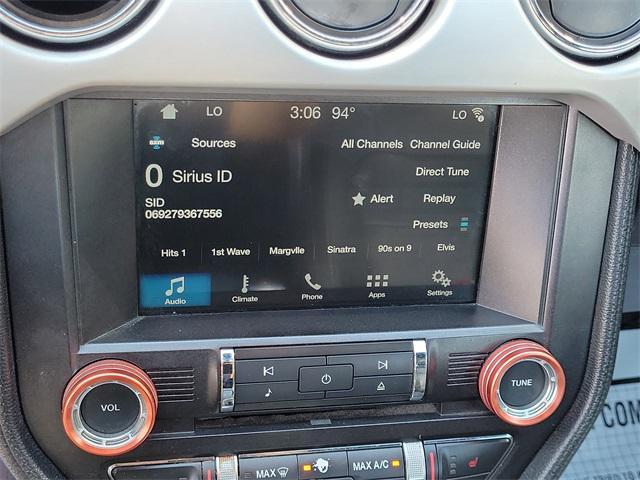 LO 3:06 94° LO
Sources All Channels Channel Guide
0 Sirius ID Direct Tune
SID Alert Replay
069279367556
Presets
Hits 1 1st Wave Margvlle Sinatra 90s on 9 Elvis
Audio Climate Phone Apps Settings
VOL TUNE
MAX MAX A/C
COM